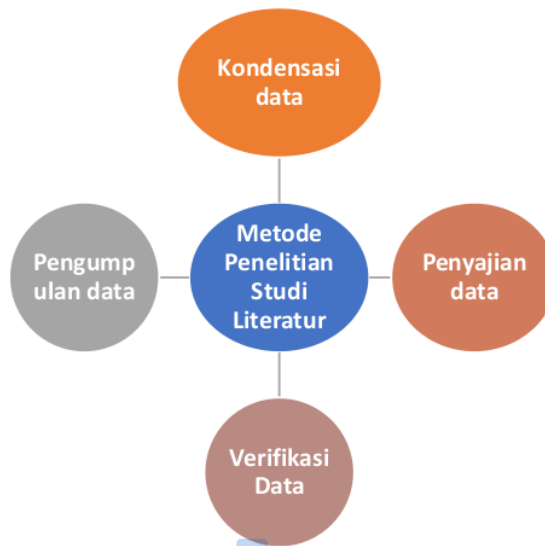 Kondensasi
data
Pengump
ulan data
Metode
Penelitian
Studi
Literatur
Penyajian
data
Verifikasi
Data